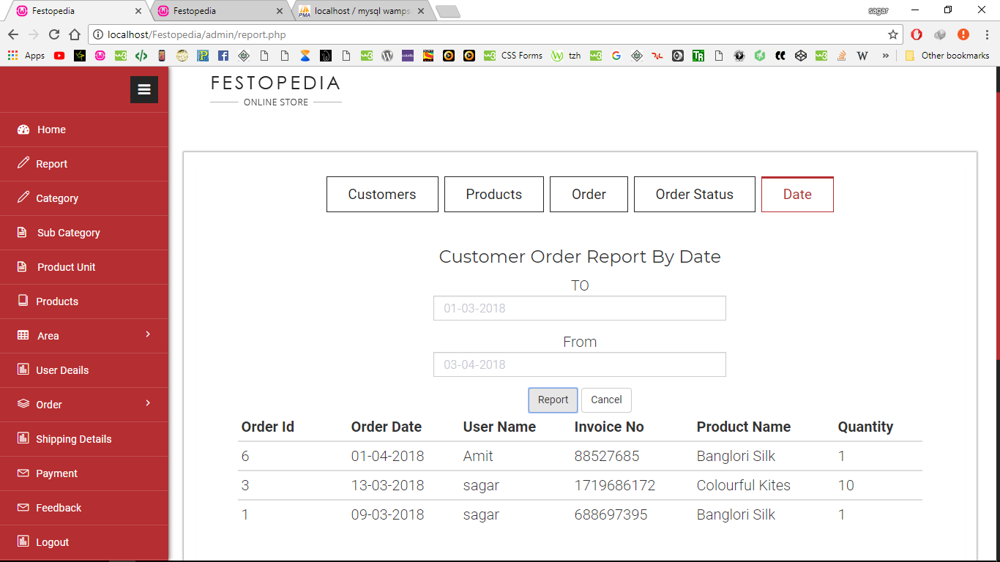 Festopedia
Festopedia
localhost / mysql wamps
sagar
localhost/Festopedia/admin/report.php
Apps
CSS Forms
tzh
Other bookmarks
FESTOPEDIA
ONLINE STORE
Home
Report
Category
Sub Category
Product Unit
Products
Area
User Deails
Order
Shipping Details
Payment
Feedback
Logout
Customers Products Order Order Status Date
Customer Order Report By Date
TO
01-03-2018
From
03-04-2018
Report Cancel
Order Id Order Date User Name Invoice No Product Name Quantity
6 01-04-2018 Amit 88527685 Banglori Silk 1
3 13-03-2018 sagar 1719686172 Colourful Kites 10
1 09-03-2018 sagar 688697395 Banglori Silk 1